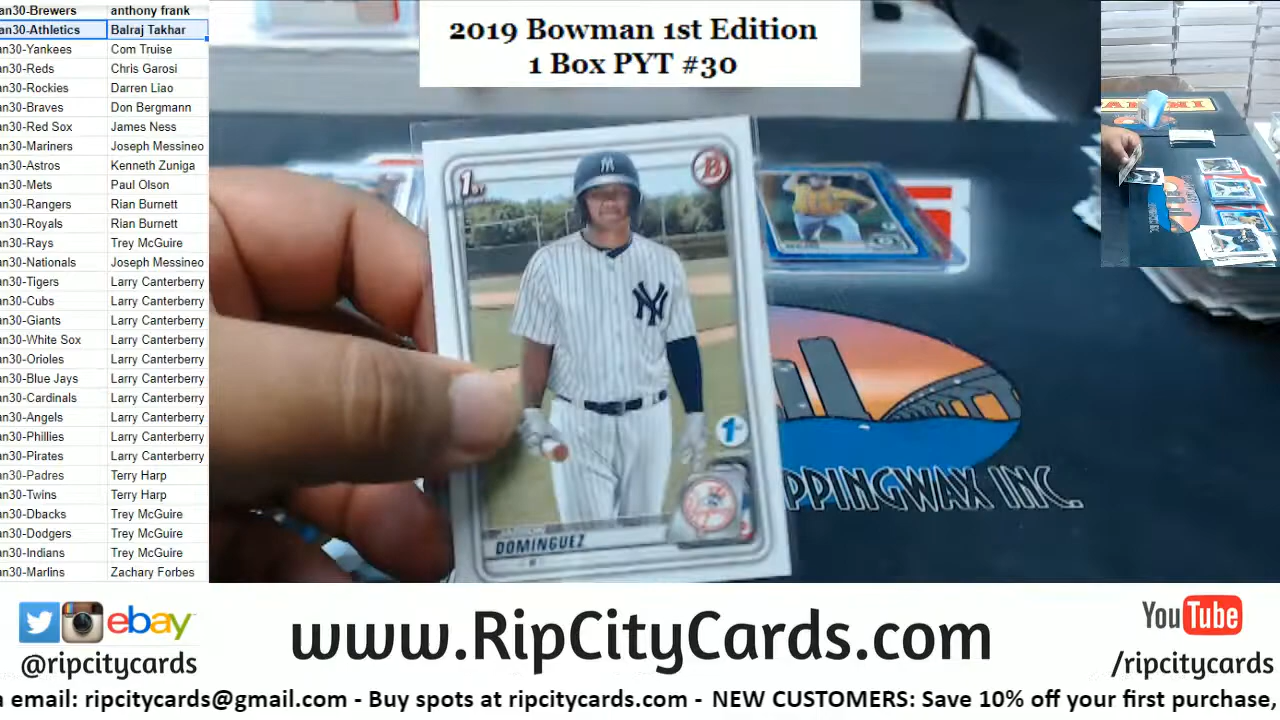 an30-Brewers anthony frank
an30-Athletics Balraj Takhar
an30-Yankees Com Truise
an30-Reds Chris Garosi
an30-Rockies Darren Liao
an30-Braves Don Bergmann
an30-Red Sox James Ness
an30-Mariners Joseph Messineo
an30-Astros Kenneth Zuniga
an30-Mets Paul Olson
an30-Rangers Rian Burnett
an30-Royals Rian Burnett
an30-Rays Trey McGuire
an30-Nationals Joseph Messineo
an30-Tigers Larry Canterberry
an30-Cubs Larry Canterberry
an30-Giants Larry Canterberry
an30-White Sox Larry Canterberry
an30-Orioles Larry Canterberry
an30-Blue Jays Larry Canterberry
an30-Cardinals Larry Canterberry
an30-Angels Larry Canterberry
an30-Phillies Larry Canterberry
an30-Pirates Larry Canterberry
an30-Padres Terry Harp
an30-Twins Terry Harp
an30-Dbacks Trey McGuire
an30-Dodgers Trey McGuire
an30-Indians Trey McGuire
an30-Marlins Zachary Forbes
2019 Bowman 1st Edition
1 Box PYT #30
1ST
B
NY
1st
DOMINGUEZ
PPINGWAX INC.
PANINI
ebay
@ripcitycards
www.RipCityCards.com
YouTube
/ripcitycards
email: ripcitycards@gmail.com - Buy spots at ripcitycards.com - NEW CUSTOMERS: Save 10% off your first purchase,